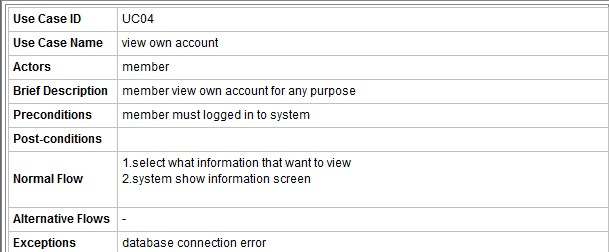 Use Case ID UC04
Use Case Name view own account
Actors member
Brief Description member view own account for any purpose
Preconditions member must logged in to system
Post-conditions
Normal Flow 1.select what information that want to view
2.system show information screen
Alternative Flows -
Exceptions database connection error